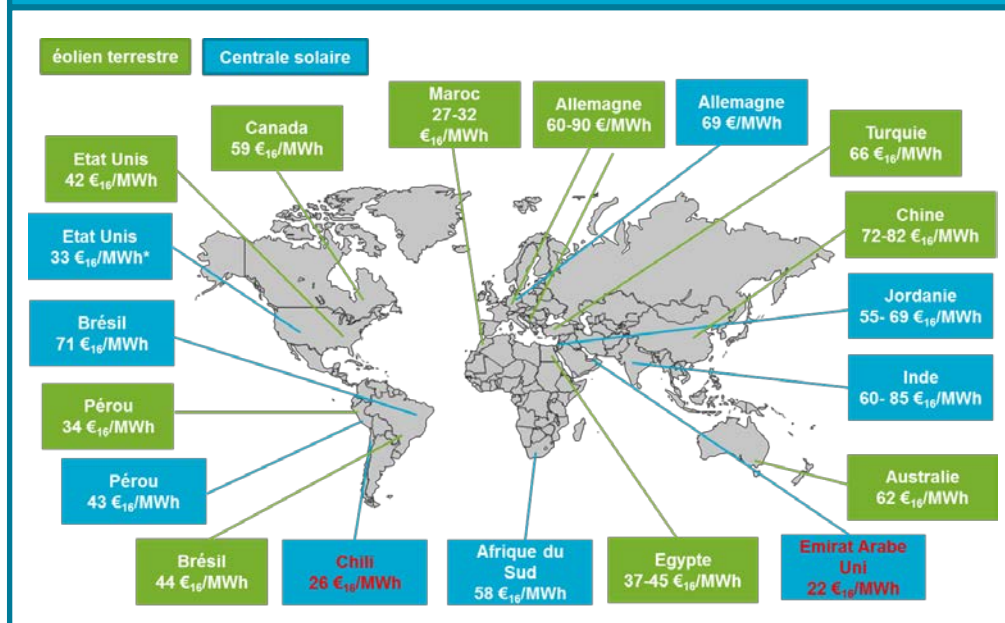 éolien terrestre
Centrale solaire
Maroc
27-32
€₁₆/MWh
Allemagne
60-90 €/MWh
Allemagne
69 €/MWh
Canada
59 €₁₆/MWh
Turquie
66 €₁₆/MWh
Etat Unis
42 €₁₆/MWh
Chine
72-82 €₁₆/MWh
Etat Unis
33 €₁₆/MWh*
Jordanie
55- 69 €₁₆/MWh
Brésil
71 €₁₆/MWh
Inde
60- 85 €₁₆/MWh
Pérou
34 €₁₆/MWh
Pérou
43 €₁₆/MWh
Australie
62 €₁₆/MWh
Brésil
44 €₁₆/MWh
Chili
26 €₁₆/MWh
Afrique du
Sud
58 €₁₆/MWh
Egypte
37-45 €₁₆/MWh
Emirat Arabe
Uni
22 €₁₆/MWh